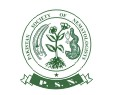 PAKISTAN SOCIETY OF NEMATOLOGISTS
P. S. N